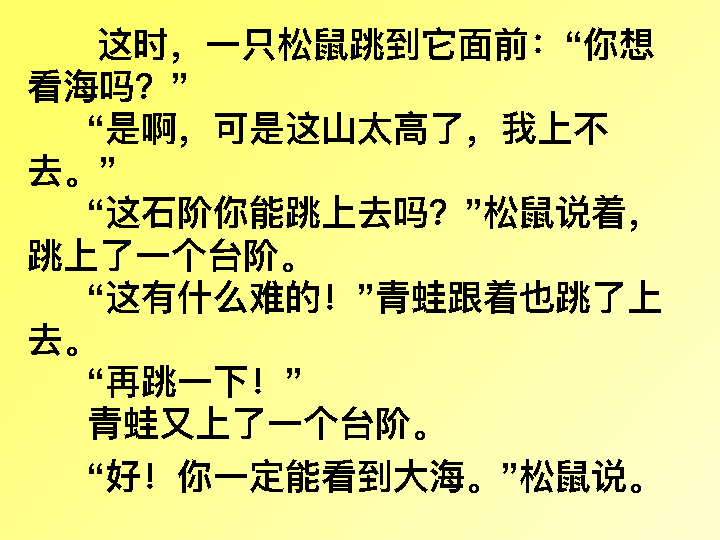 这时，一只松鼠跳到它面前：“你想
看海吗？”
“是啊，可是这山太高了，我上不
去。”
“这石阶你能跳上去吗？”松鼠说着，
跳上了一个台阶。
“这有什么难的！”青蛙跟着也跳了上
去。
“再跳一下！”
青蛙又上了一个台阶。
“好！你一定能看到大海。”松鼠说。